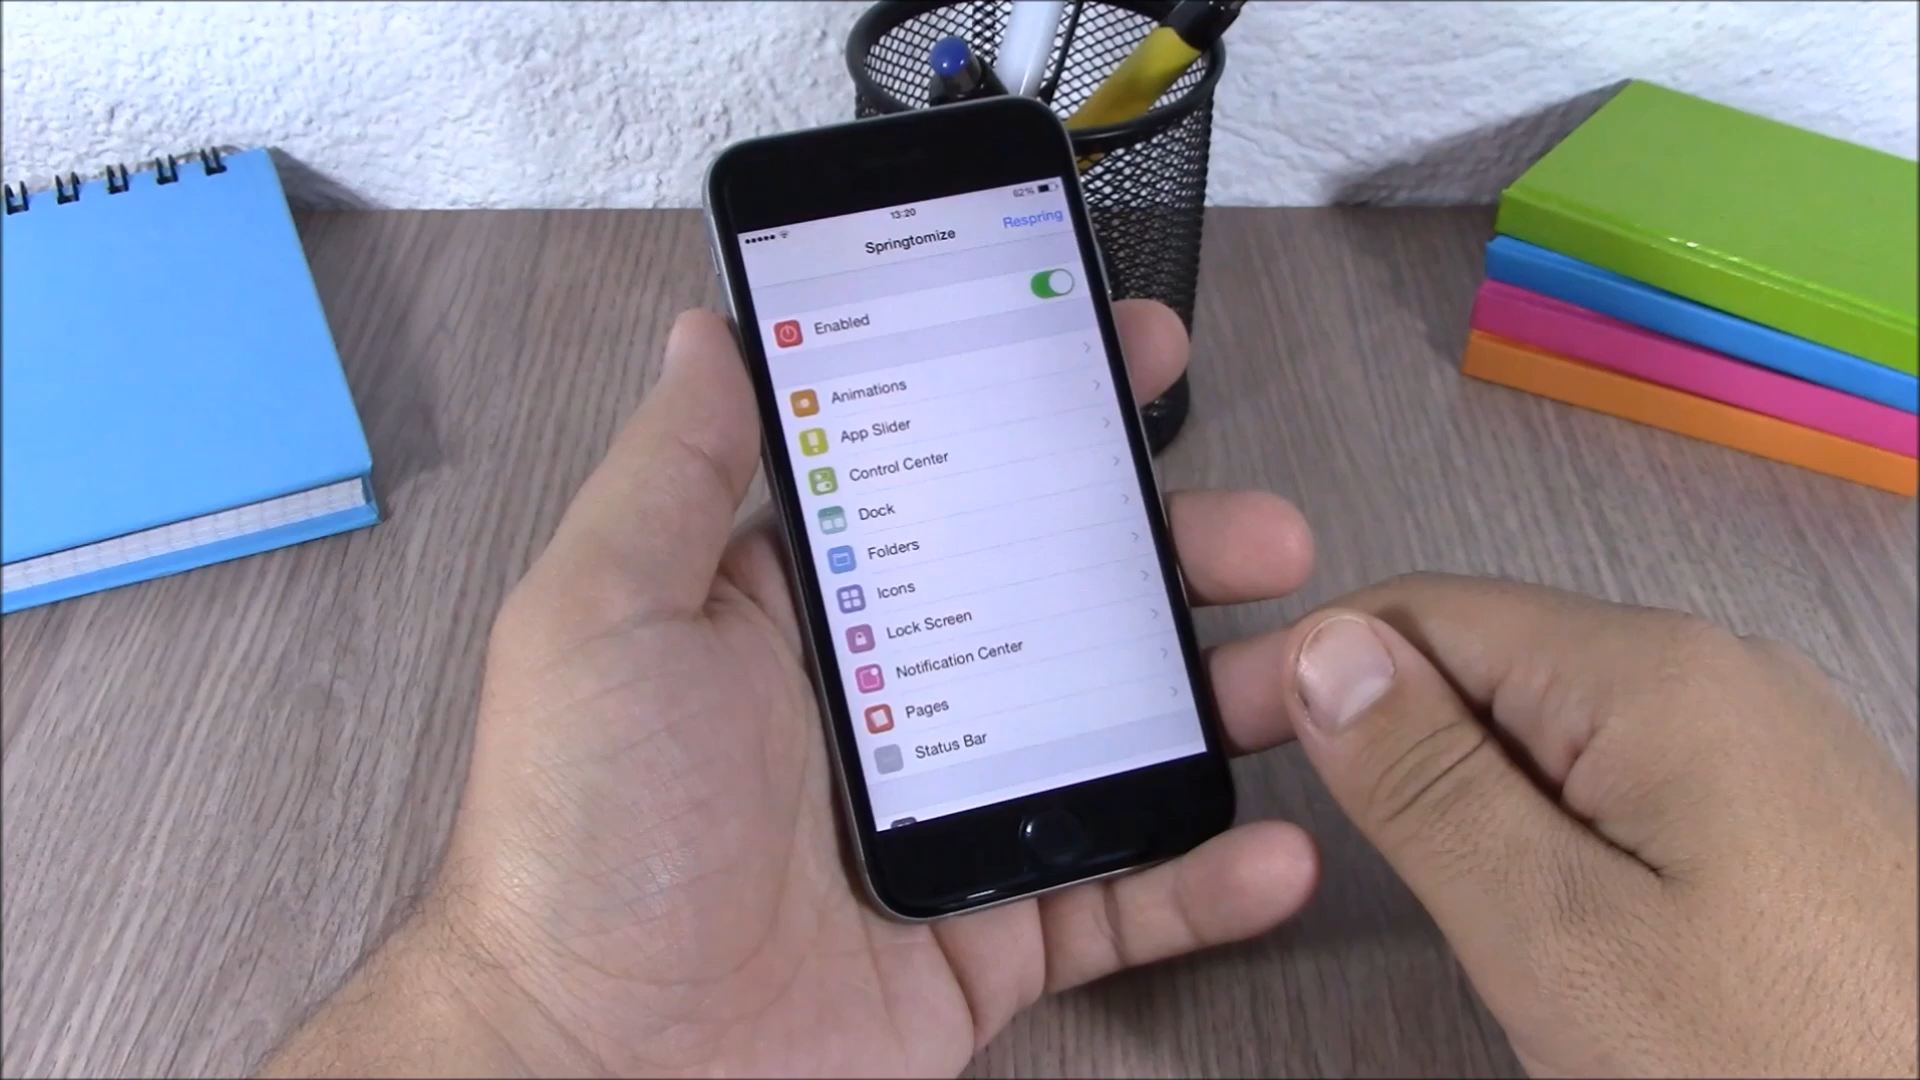 13:20
62%
Springtomize
Respring
Enabled
Animations
App Slider
Control Center
Dock
Folders
Icons
Lock Screen
Notification Center
Pages
Status Bar